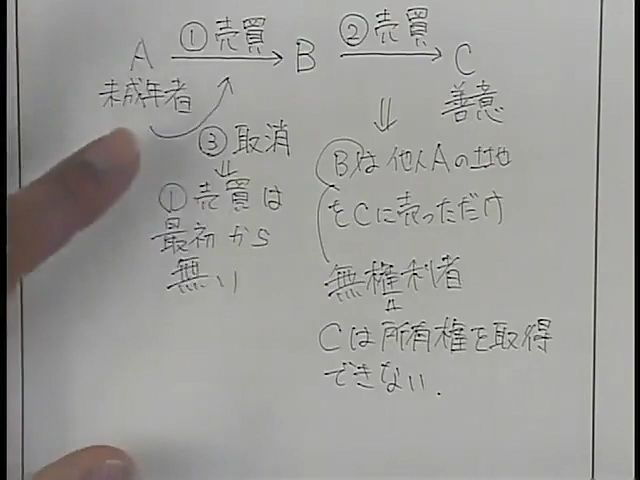 A ①売買 B ②売買 C
未成年者
善意
③取消
①売買は
最初から
無い
Bは他人Aの土地
をCに売っただけ
無権利者
Cは所有権を取得
できない.